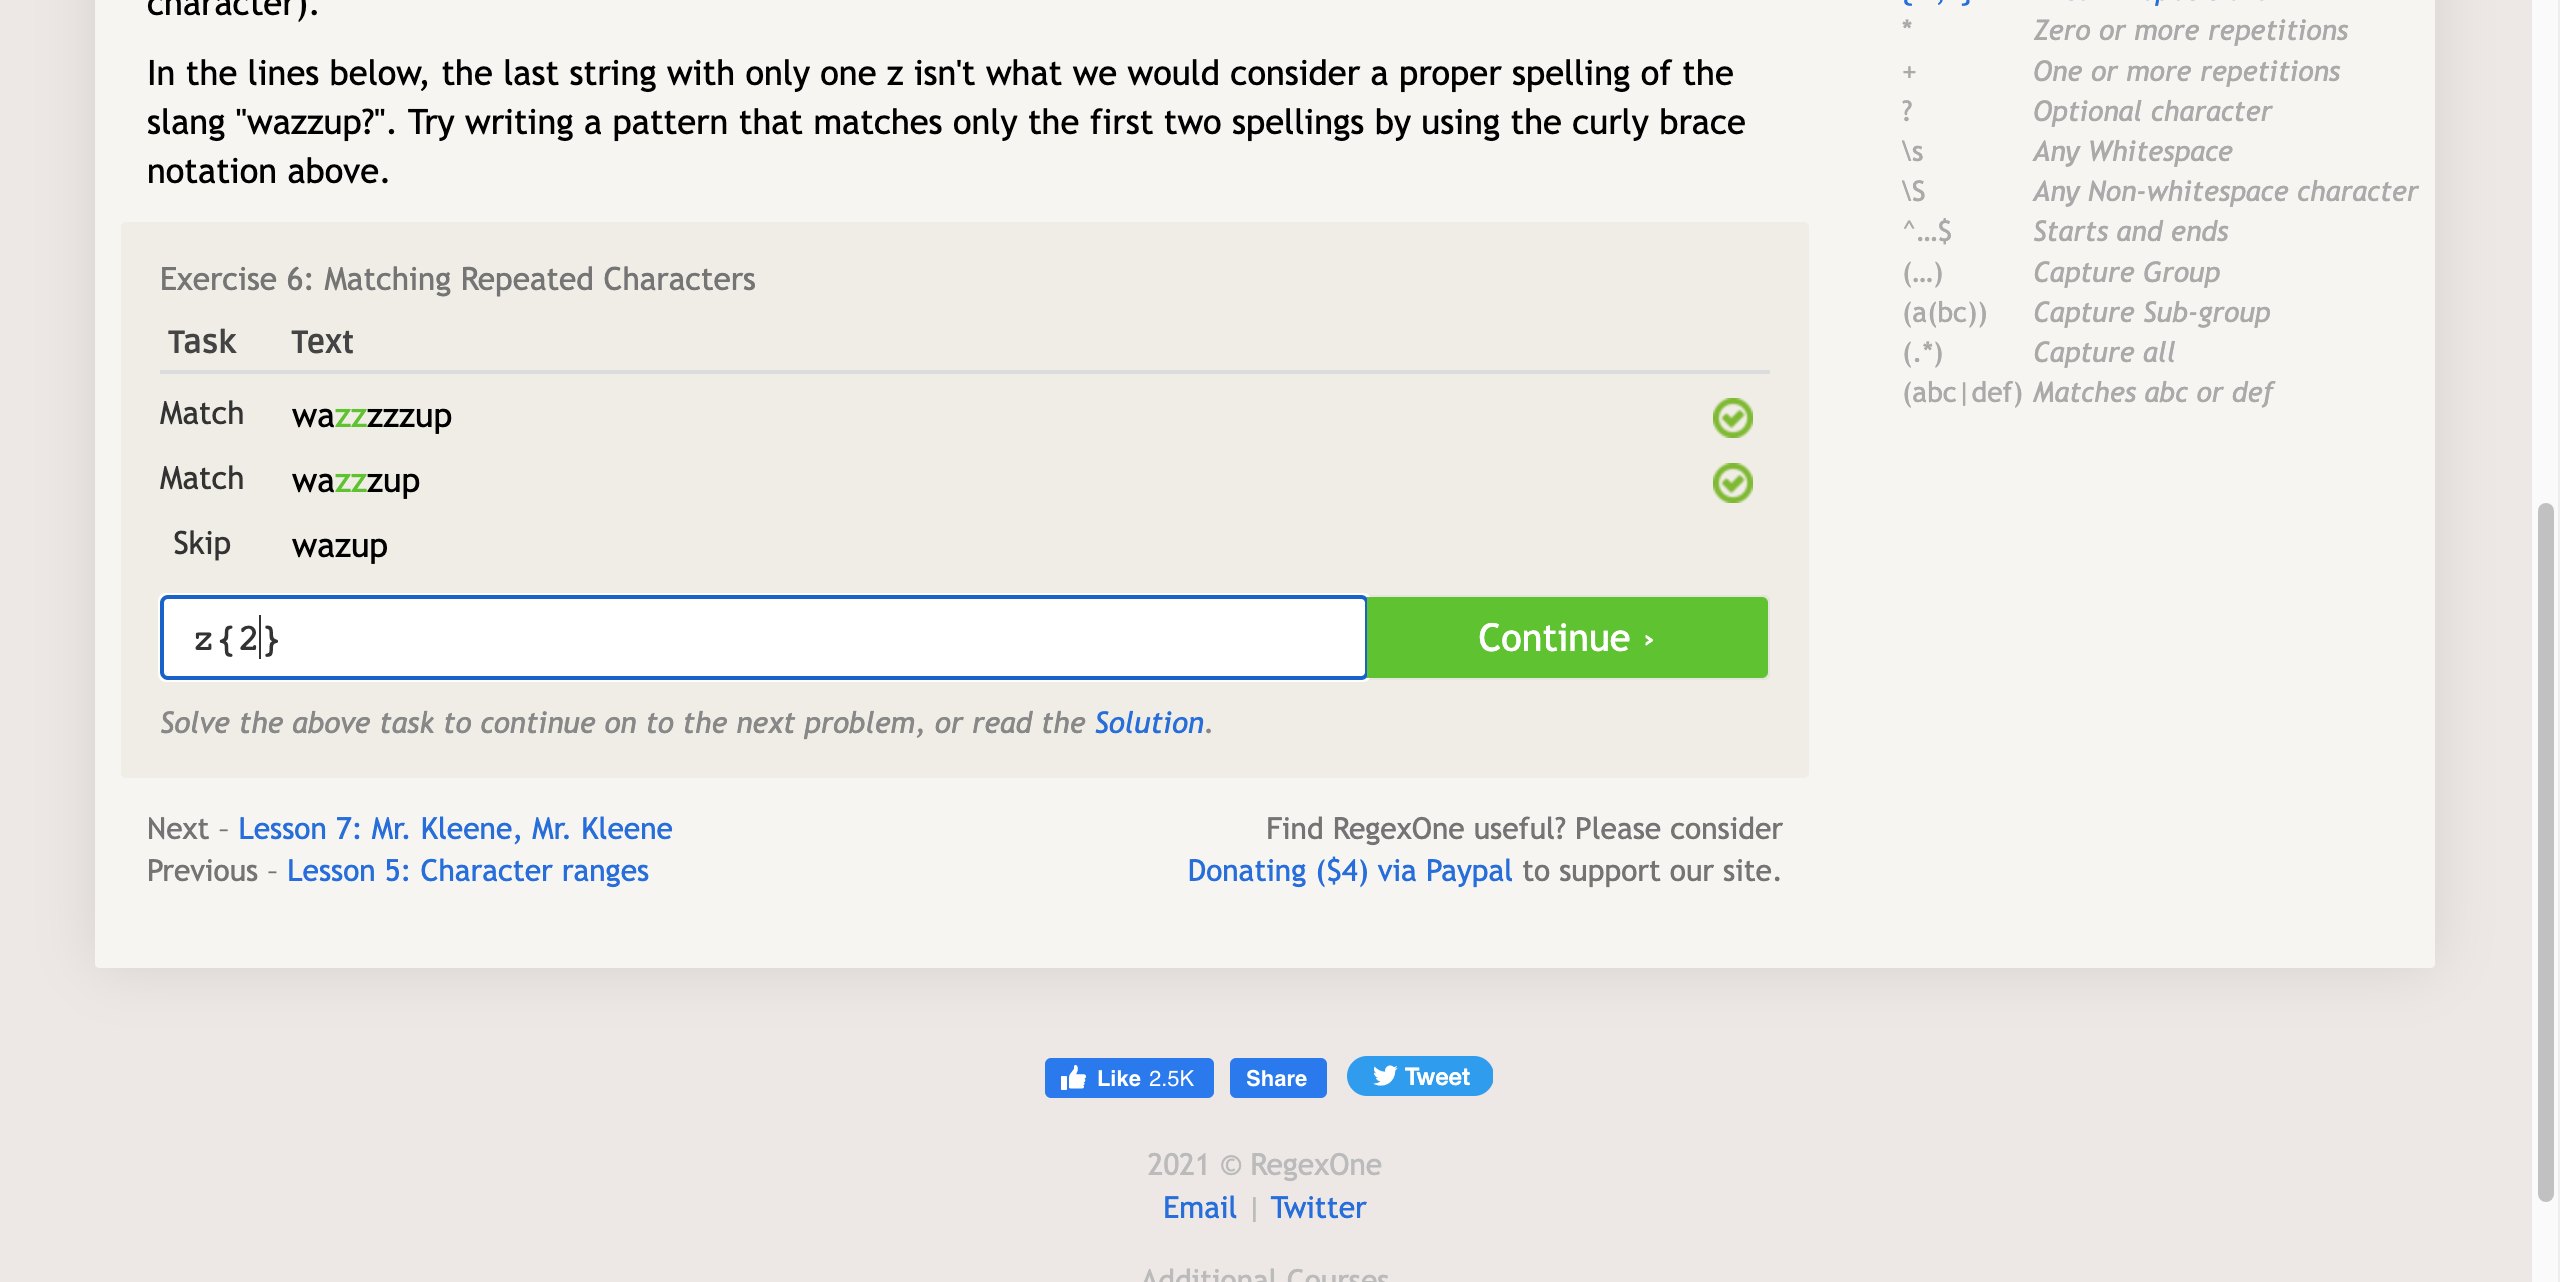 character).
In the lines below, the last string with only one z isn't what we would consider a proper spelling of the
slang "wazzup?". Try writing a pattern that matches only the first two spellings by using the curly brace
notation above.
Exercise 6: Matching Repeated Characters
Task Text
Match wazzzzzup
Match wazzzup
Skip wazup
z{2}
Continue ›
Solve the above task to continue on to the next problem, or read the Solution.
Next – Lesson 7: Mr. Kleene, Mr. Kleene
Previous – Lesson 5: Character ranges
Find RegexOne useful? Please consider
Donating ($4) via Paypal to support our site.
* Zero or more repetitions
+ One or more repetitions
? Optional character
\s Any Whitespace
\S Any Non-whitespace character
^…$ Starts and ends
(…) Capture Group
(a(bc)) Capture Sub-group
(.*) Capture all
(abc|def) Matches abc or def
Like 2.5K Share Tweet
2021 © RegexOne
Email | Twitter
Additional Courses